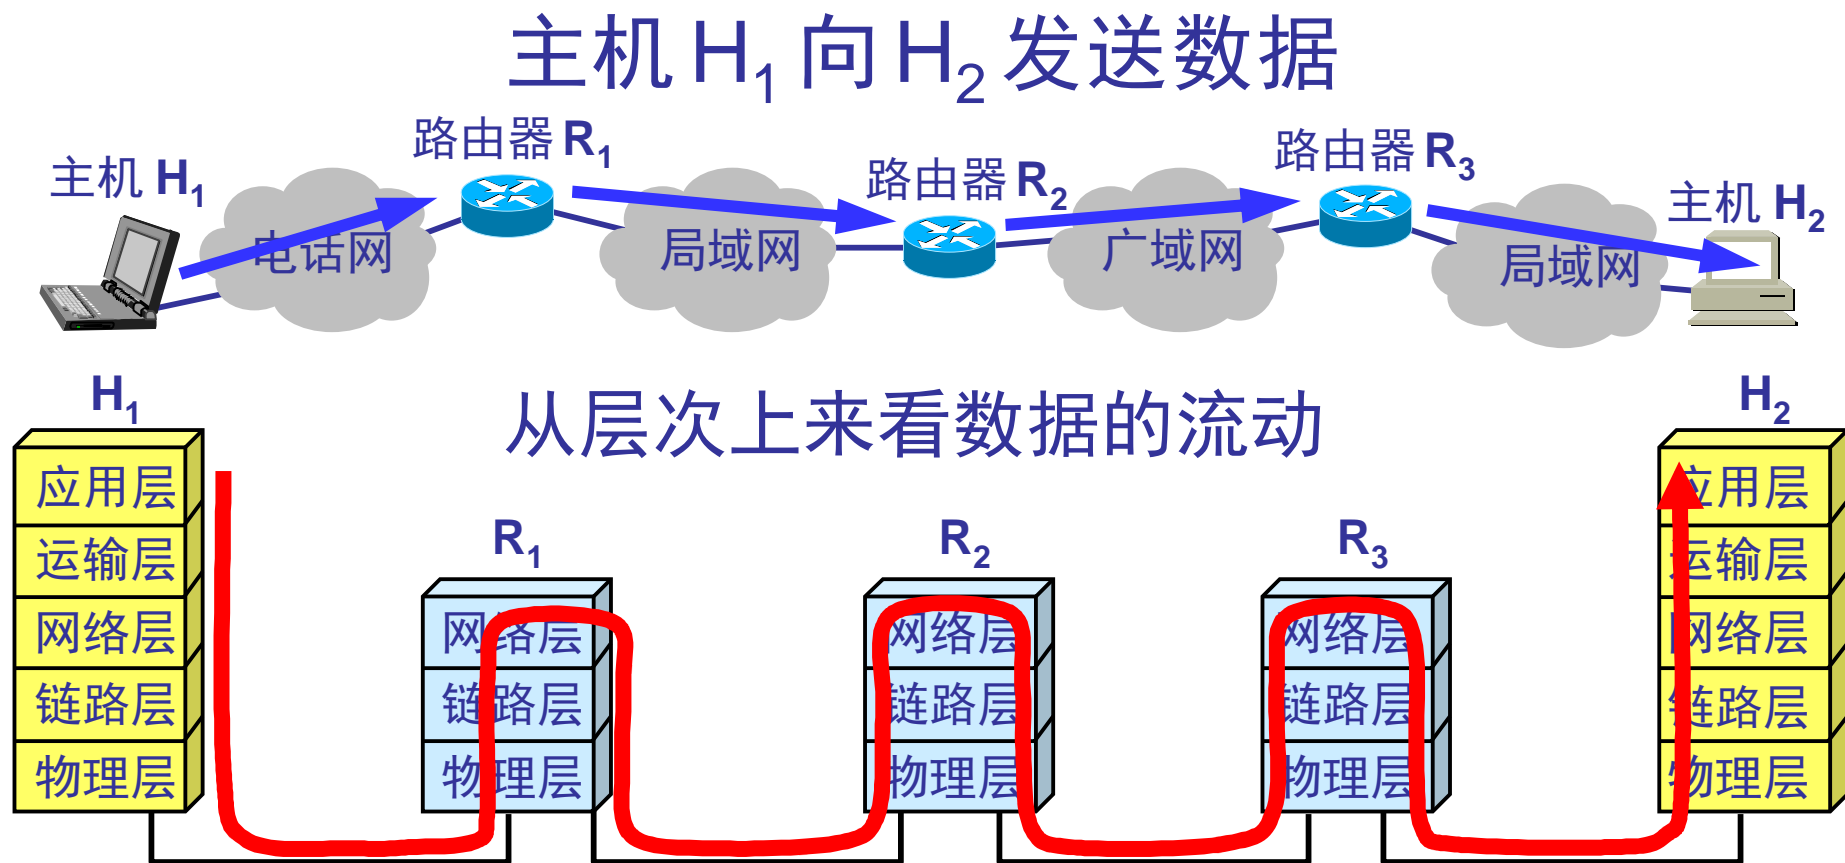 主机 H₁ 向 H₂ 发送数据
主机 H₁
路由器 R₁
路由器 R₂
路由器 R₃
主机 H₂
电话网
局域网
广域网
局域网
从层次上来看数据的流动
H₁
应用层
运输层
网络层
链路层
物理层
R₁
网络层
链路层
物理层
R₂
网络层
链路层
物理层
R₃
网络层
链路层
物理层
H₂
应用层
运输层
网络层
链路层
物理层